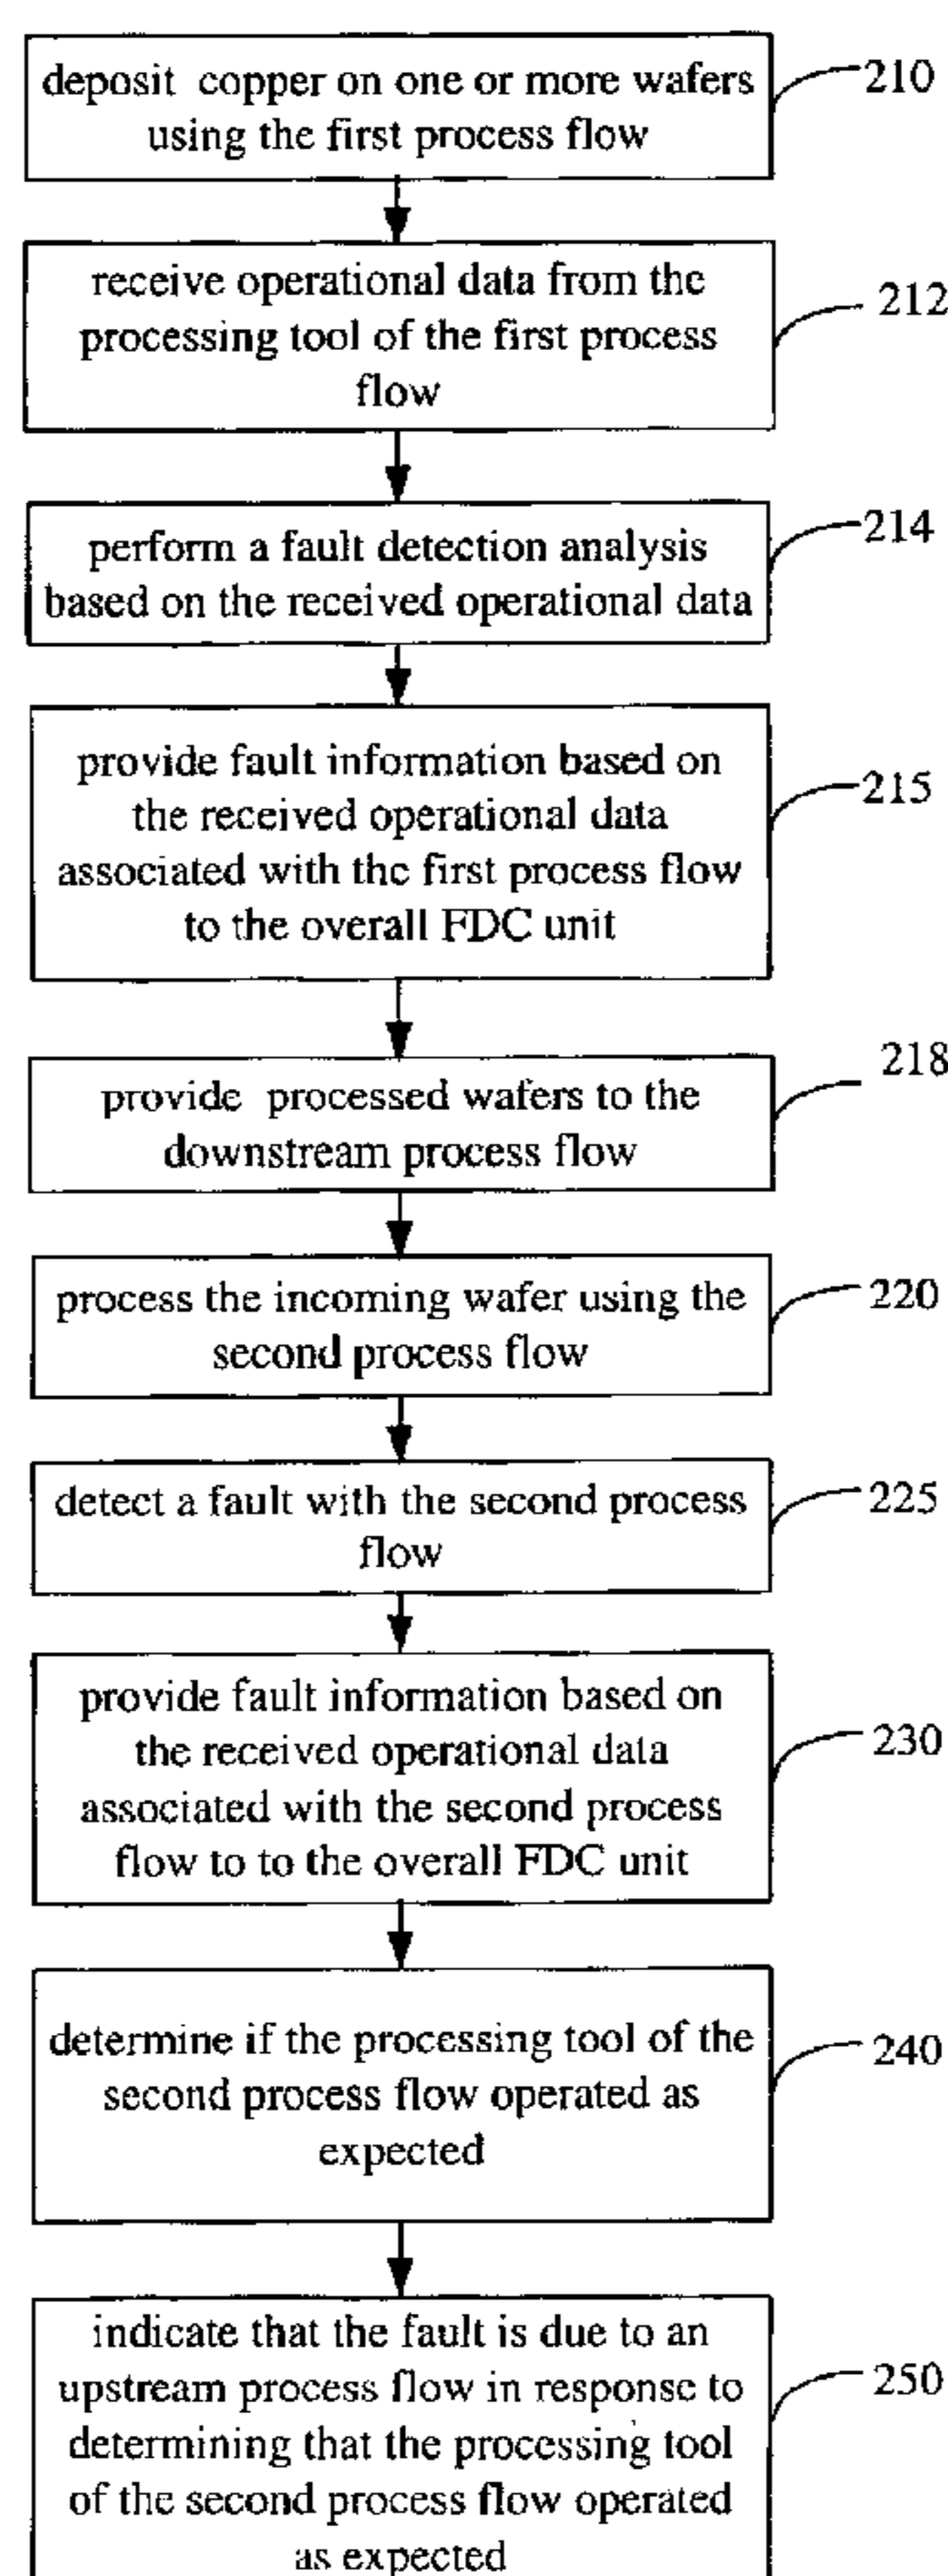 deposit copper on one or more wafers
using the first process flow
210
receive operational data from the
processing tool of the first process
flow
212
perform a fault detection analysis
based on the received operational data
214
provide fault information based on
the received operational data
associated with the first process flow
to the overall FDC unit
215
provide processed wafers to the
downstream process flow
218
process the incoming wafer using the
second process flow
220
detect a fault with the second process
flow
225
provide fault information based on
the received operational data
associated with the second process
flow to to the overall FDC unit
230
determine if the processing tool of the
second process flow operated as
expected
240
indicate that the fault is due to an
upstream process flow in response to
determining that the processing tool
of the second process flow operated
as expected
250